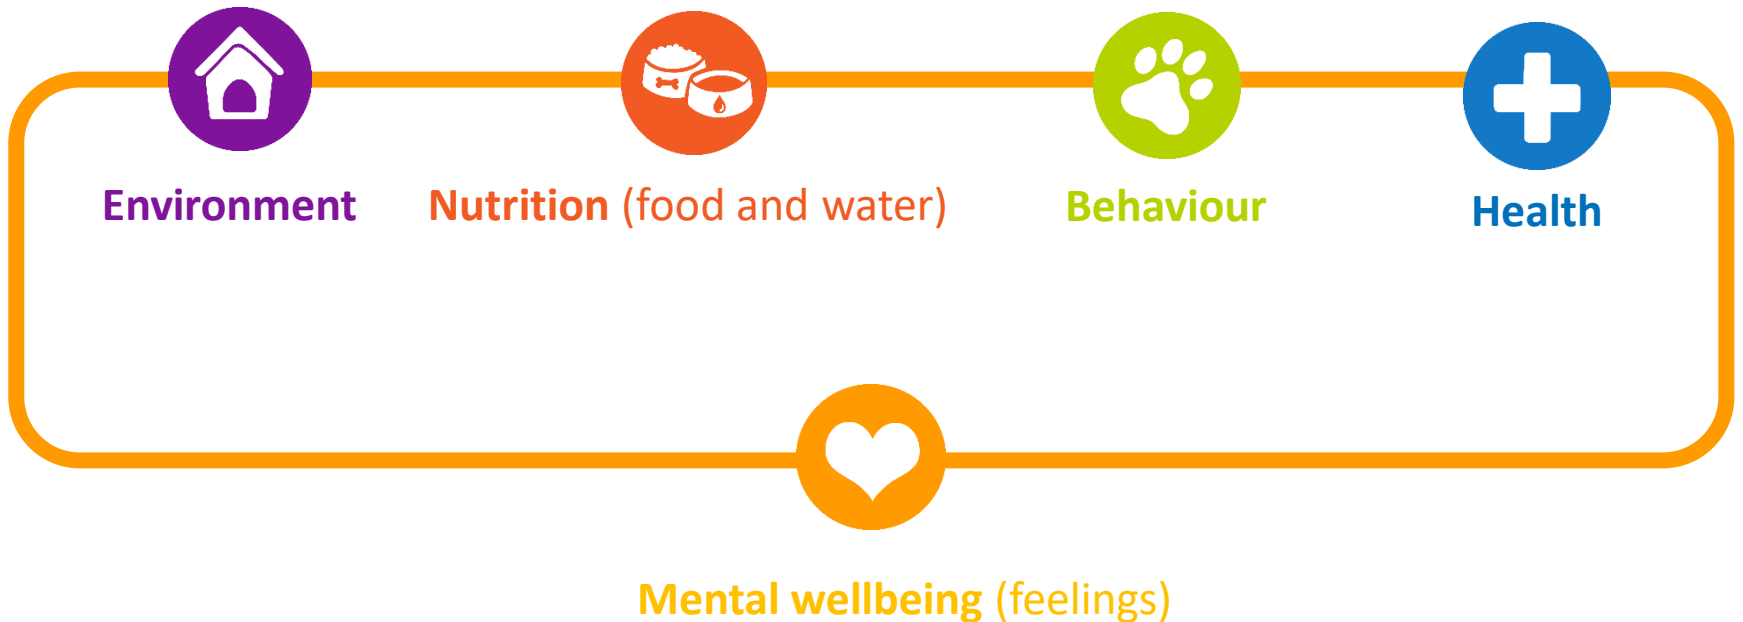 Environment
Nutrition (food and water)
Behaviour
Health
Mental wellbeing (feelings)